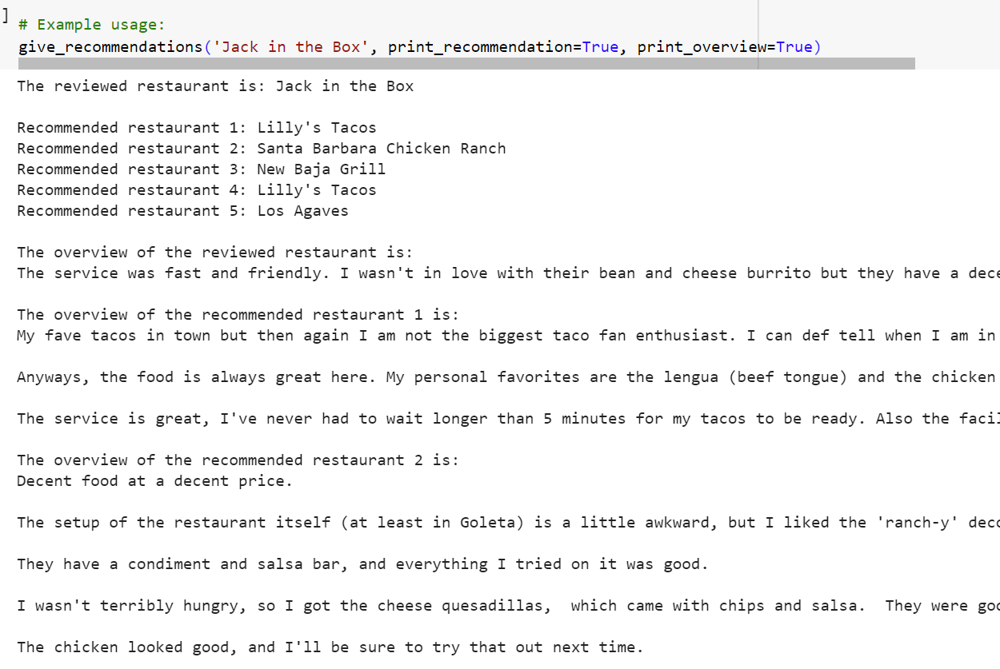 ]
# Example usage:
give_recommendations('Jack in the Box', print_recommendation=True, print_overview=True)
The reviewed restaurant is: Jack in the Box
Recommended restaurant 1: Lilly's Tacos
Recommended restaurant 2: Santa Barbara Chicken Ranch
Recommended restaurant 3: New Baja Grill
Recommended restaurant 4: Lilly's Tacos
Recommended restaurant 5: Los Agaves
The overview of the reviewed restaurant is:
The service was fast and friendly. I wasn't in love with their bean and cheese burrito but they have a
The overview of the recommended restaurant 1 is:
My fave tacos in town but then again I am not the biggest taco fan enthusiast. I can def tell when I am in
Anyways, the food is always great here. My personal favorites are the lengua (beef tongue) and the chicken
The service is great, I've never had to wait longer than 5 minutes for my tacos to be ready. Also the
The overview of the recommended restaurant 2 is:
Decent food at a decent price.
The setup of the restaurant itself (at least in Goleta) is a little awkward, but I liked the 'ranch-y'
They have a condiment and salsa bar, and everything I tried on it was good.
I wasn't terribly hungry, so I got the cheese quesadillas,  which came with chips and salsa.  They were
The chicken looked good, and I'll be sure to try that out next time.